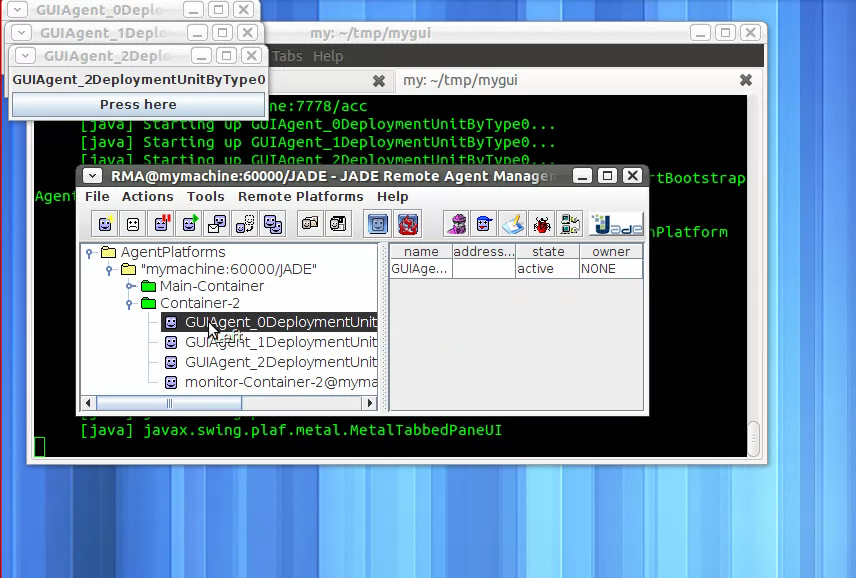 GUIAgent_0Deplo
GUIAgent_1Deplo
my: ~/tmp/mygui
GUIAgent_2Deplo
Tabs Help
GUIAgent_2DeploymentUnitByType0
my: ~/tmp/mygui
Press here
ne:7778/acc
[java] Starting up GUIAgent_0DeploymentUnitByType0...
[java] Starting up GUIAgent_1DeploymentUnitByType0...
[java] Starting up GUIAgent_2DeploymentUnitByType0...
rtBootstrap
Agent
RMA@mymachine:60000/JADE - JADE Remote Agent Manager
File Actions Tools Remote Platforms Help
Jade
nPlatform
AgentPlatforms
"mymachine:60000/JADE"
Main-Container
Container-2
GUIAgent_0DeploymentUnit
GUIAgent_1DeploymentUnit
GUIAgent_2DeploymentUnit
monitor-Container-2@myma
Left
name address... state owner
GUIAge... active NONE
[java] javax.swing.plaf.metal.MetalTabbedPaneUI